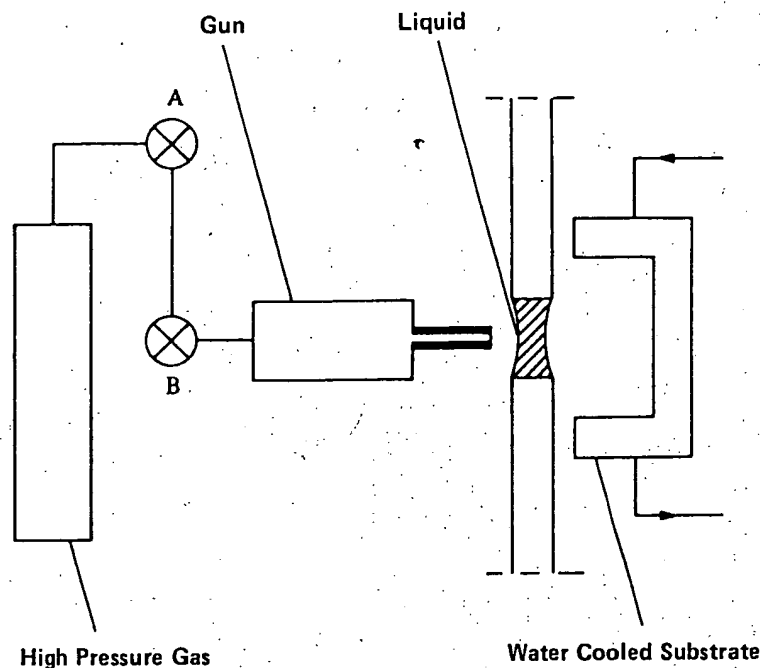 Gun
Liquid
A
B
High Pressure Gas
Water Cooled Substrate